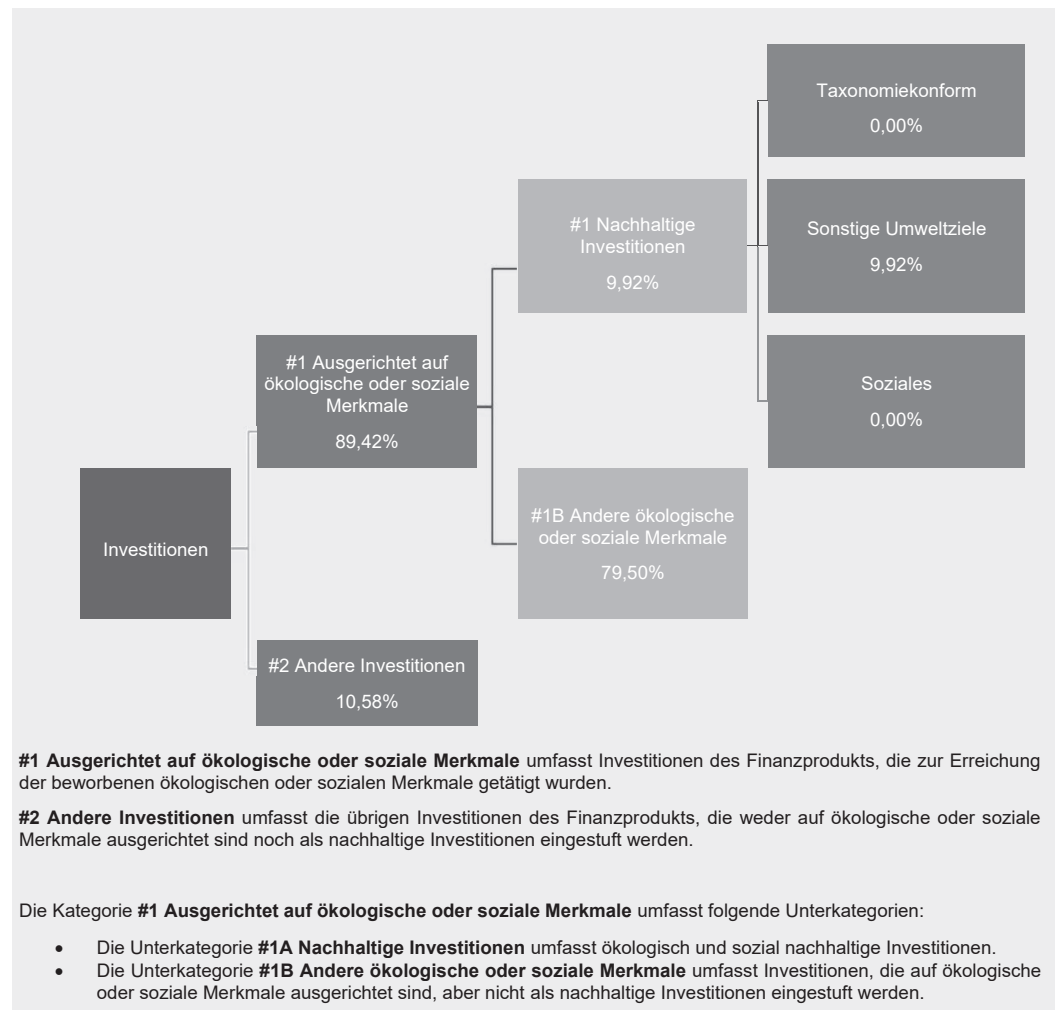 Taxonomiekonform
0,00%
#1 Nachhaltige
Investitionen
9,92%
Sonstige Umweltziele
9,92%
#1 Ausgerichtet auf
ökologische oder soziale
Merkmale
89,42%
Soziales
0,00%
Investitionen
#1B Andere ökologische
oder soziale Merkmale
79,50%
#2 Andere Investitionen
10,58%
#1 Ausgerichtet auf ökologische oder soziale Merkmale umfasst Investitionen des Finanzprodukts, die zur Erreichung
der beworbenen ökologischen oder sozialen Merkmale getätigt wurden.
#2 Andere Investitionen umfasst die übrigen Investitionen des Finanzprodukts, die weder auf ökologische oder soziale
Merkmale ausgerichtet sind noch als nachhaltige Investitionen eingestuft werden.
Die Kategorie #1 Ausgerichtet auf ökologische oder soziale Merkmale umfasst folgende Unterkategorien:
• Die Unterkategorie #1A Nachhaltige Investitionen umfasst ökologisch und sozial nachhaltige Investitionen.
• Die Unterkategorie #1B Andere ökologische oder soziale Merkmale umfasst Investitionen, die auf ökologische
oder soziale Merkmale ausgerichtet sind, aber nicht als nachhaltige Investitionen eingestuft werden.